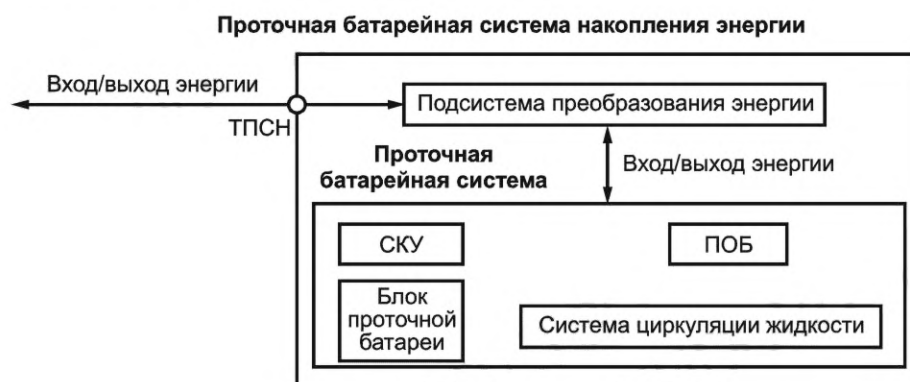 Проточная батарейная система накопления энергии
Вход/выход энергии
Подсистема преобразования энергии
ТПСН
Проточная
батарейная система
Вход/выход энергии
СКУ
ПОБ
Блок
проточной
батареи
Система циркуляции жидкости